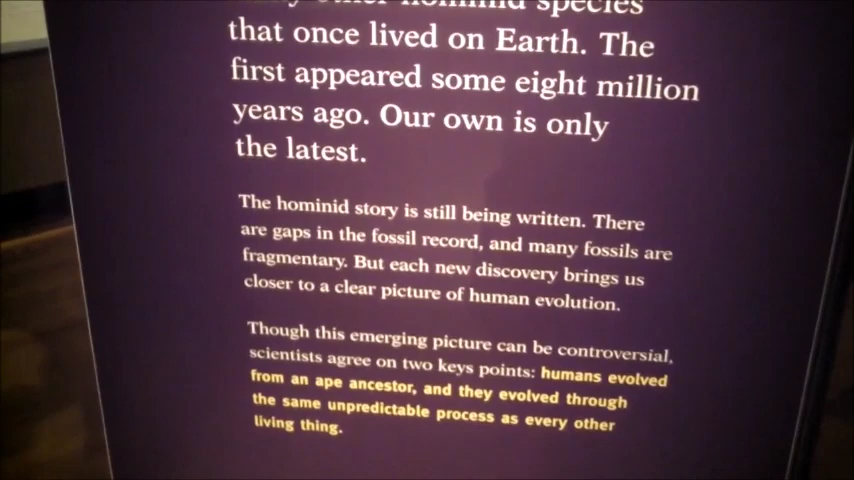 other hominid species
that once lived on Earth. The
first appeared some eight million
years ago. Our own is only
the latest.
The hominid story is still being written. There
are gaps in the fossil record, and many fossils are
fragmentary. But each new discovery brings us
closer to a clear picture of human evolution.
Though this emerging picture can be controversial,
scientists agree on two keys points: humans evolved
from an ape ancestor, and they evolved through
the same unpredictable process as every other
living thing.